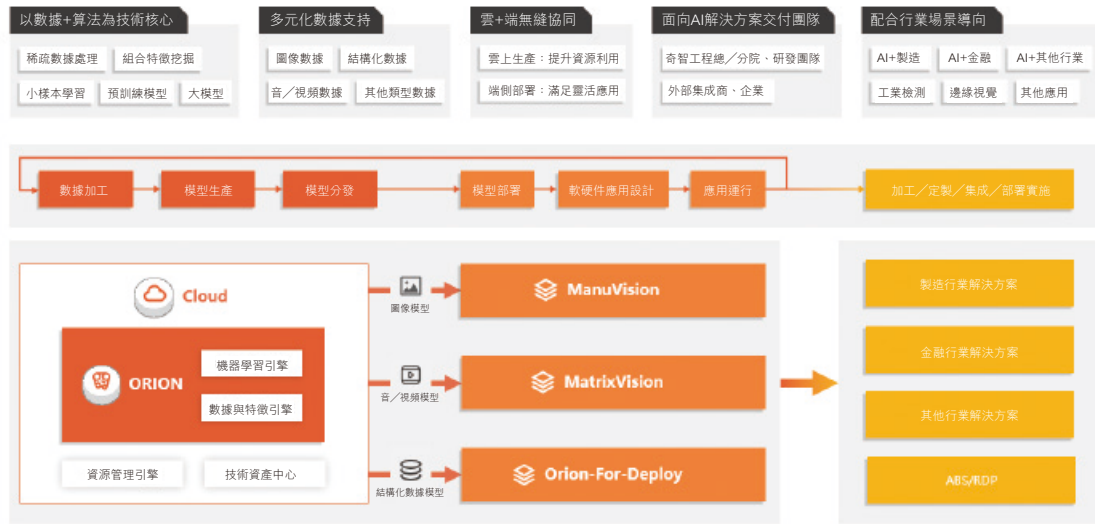 以數據+算法為技術核心
稀疏數據處理
組合特徵挖掘
小樣本學習
預訓練模型
大模型
多元化數據支持
圖像數據
結構化數據
音／視頻數據
其他類型數據
雲+端無縫協同
雲上生產：提升資源利用
端側部署：滿足靈活應用
面向AI解決方案交付團隊
奇智工程總／分院、研發團隊
外部集成商、企業
配合行業場景導向
AI+製造
AI+金融
AI+其他行業
工業檢測
邊緣視覺
其他應用
數據加工
模型生產
模型分發
模型部署
軟硬件應用設計
應用運行
加工／定製／集成／部署實施
Cloud
ORION
機器學習引擎
數據與特徵引擎
資源管理引擎
技術資產中心
圖像模型
音／視頻模型
結構化數據模型
ManuVision
MatrixVision
Orion-For-Deploy
製造行業解決方案
金融行業解決方案
其他行業解決方案
ABS/RDP